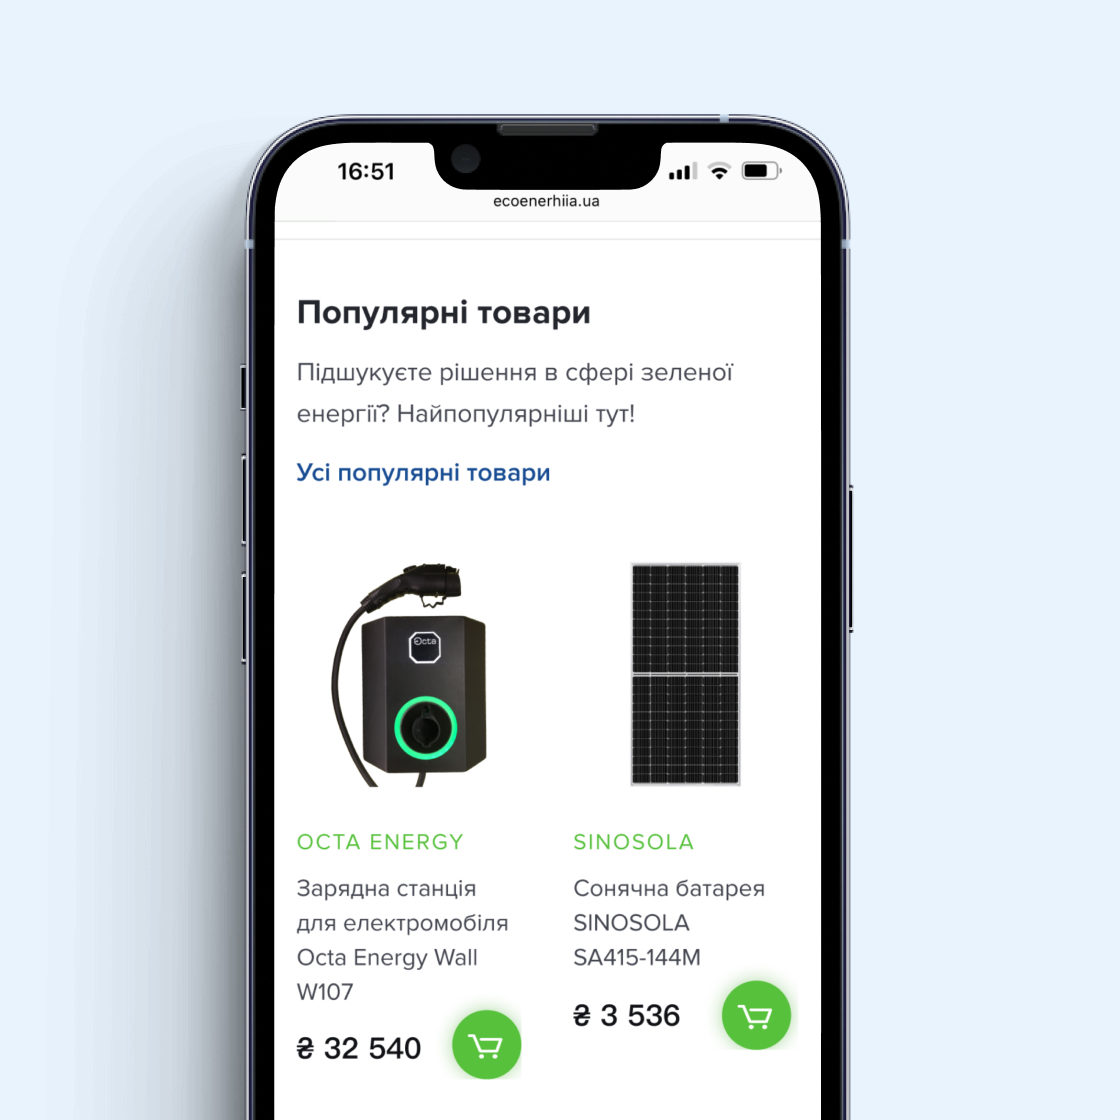 16:51
ecoenerhiia.ua
Популярні товари
Підшукуєте рішення в сфері зеленої
енергії? Найпопулярніші тут!
Усі популярні товари
Octa
OCTA ENERGY
Зарядна станція
для електромобіля
Octa Energy Wall
W107
₴ 32 540
SINOSOLA
Сонячна батарея
SINOSOLA
SA415-144M
₴ 3 536